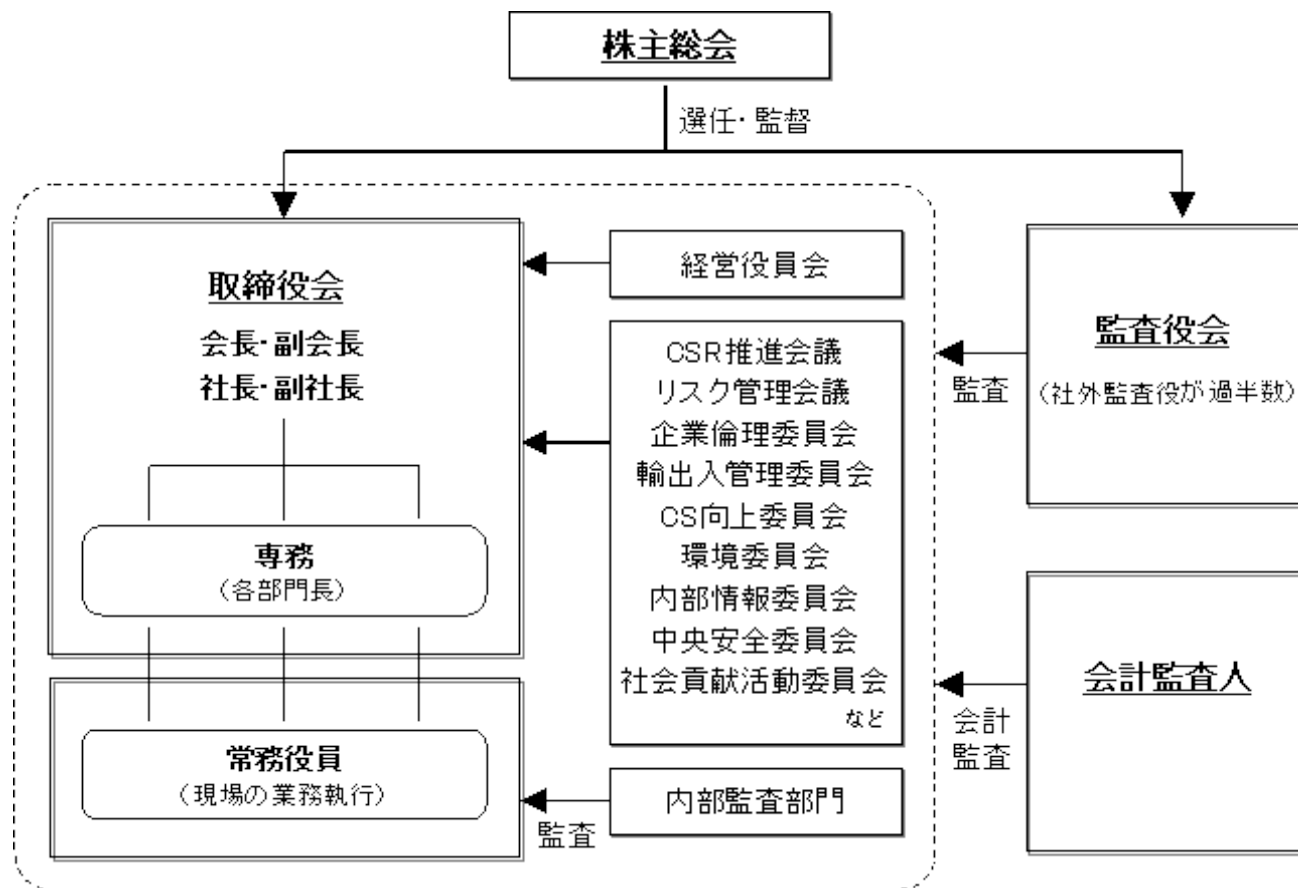 株主総会
選任・監督
取締役会
会長・副会長
社長・副社長
専務
（各部門長）
常務役員
（現場の業務執行）
経営役員会
CSR推進会議
リスク管理会議
企業倫理委員会
輸出入管理委員会
CS向上委員会
環境委員会
内部情報委員会
中央安全委員会
社会貢献活動委員会
など
内部監査部門
監査
監査役会
（社外監査役が過半数）
監査
会計監査人
会計
監査